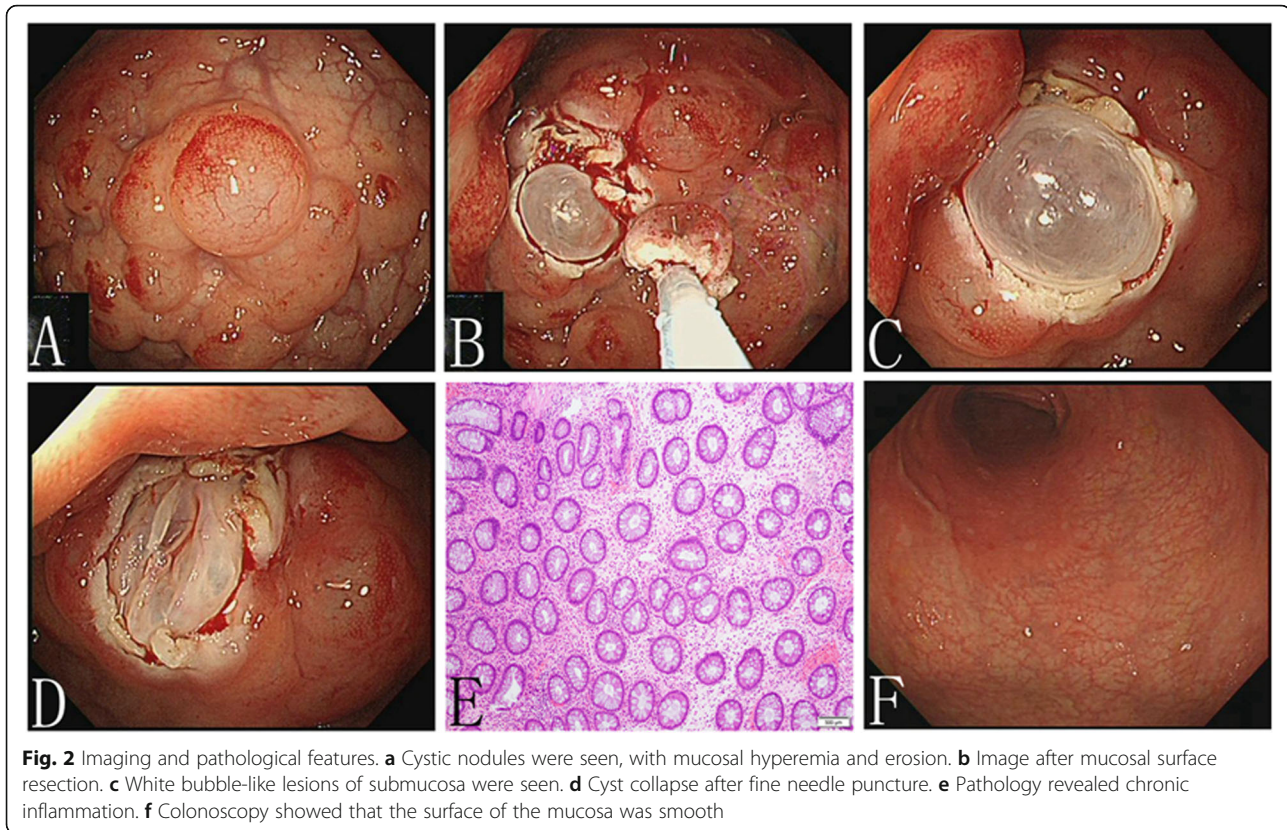 A
B
C
D
E
F
Fig. 2 Imaging and pathological features. a Cystic nodules were seen, with mucosal hyperemia and erosion. b Image after mucosal surface
resection. c White bubble-like lesions of submucosa were seen. d Cyst collapse after fine needle puncture. e Pathology revealed chronic
inflammation. f Colonoscopy showed that the surface of the mucosa was smooth